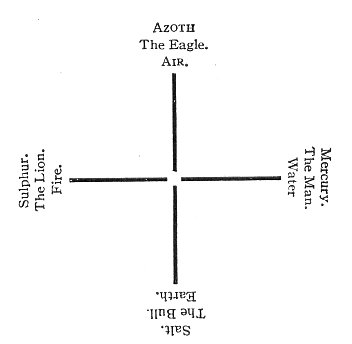 AZOTH
The Eagle.
AIR.
Sulphur.
The Lion.
Fire.
Mercury.
The Man.
Water
Earth.
The Bull.
Salt.